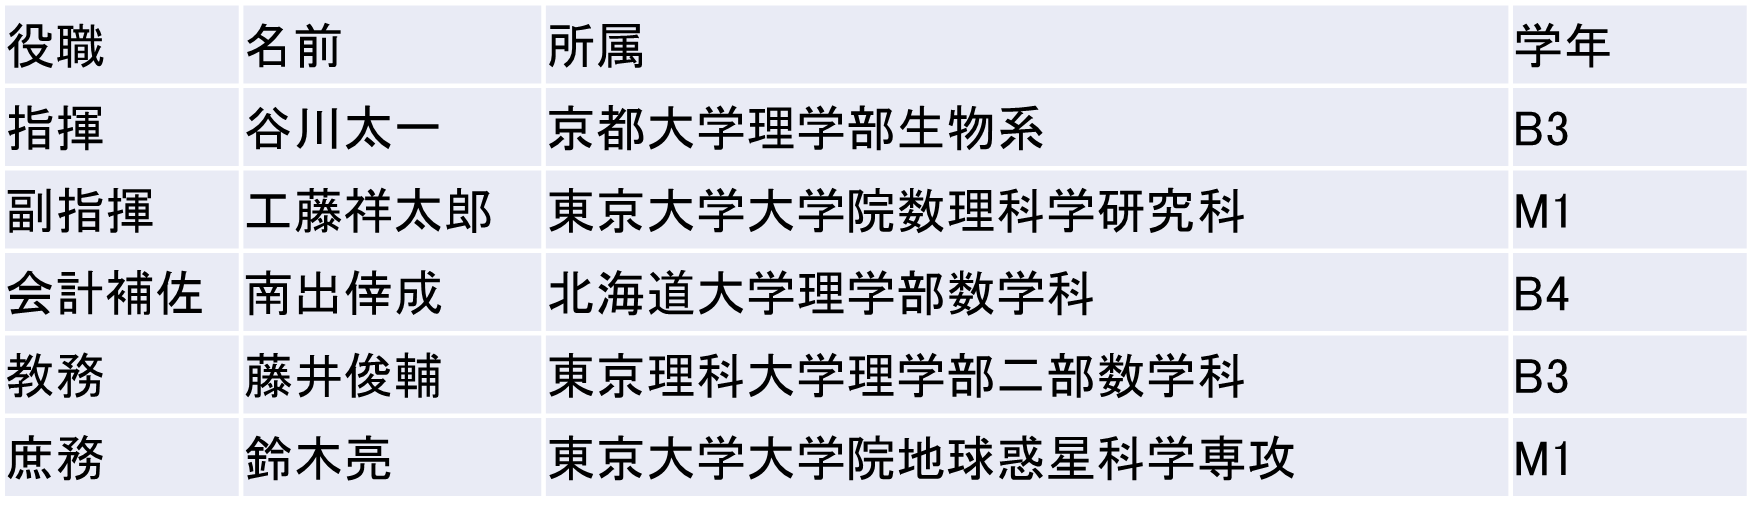 役職 名前 所属 学年
指揮 谷川太一 京都大学理学部生物系 B3
副指揮 工藤祥太郎 東京大学大学院数理科学研究科 M1
会計補佐 南出倖成 北海道大学理学部数学科 B4
教務 藤井俊輔 東京理科大学理学部二部数学科 B3
庶務 鈴木亮 東京大学大学院地球惑星科学専攻 M1